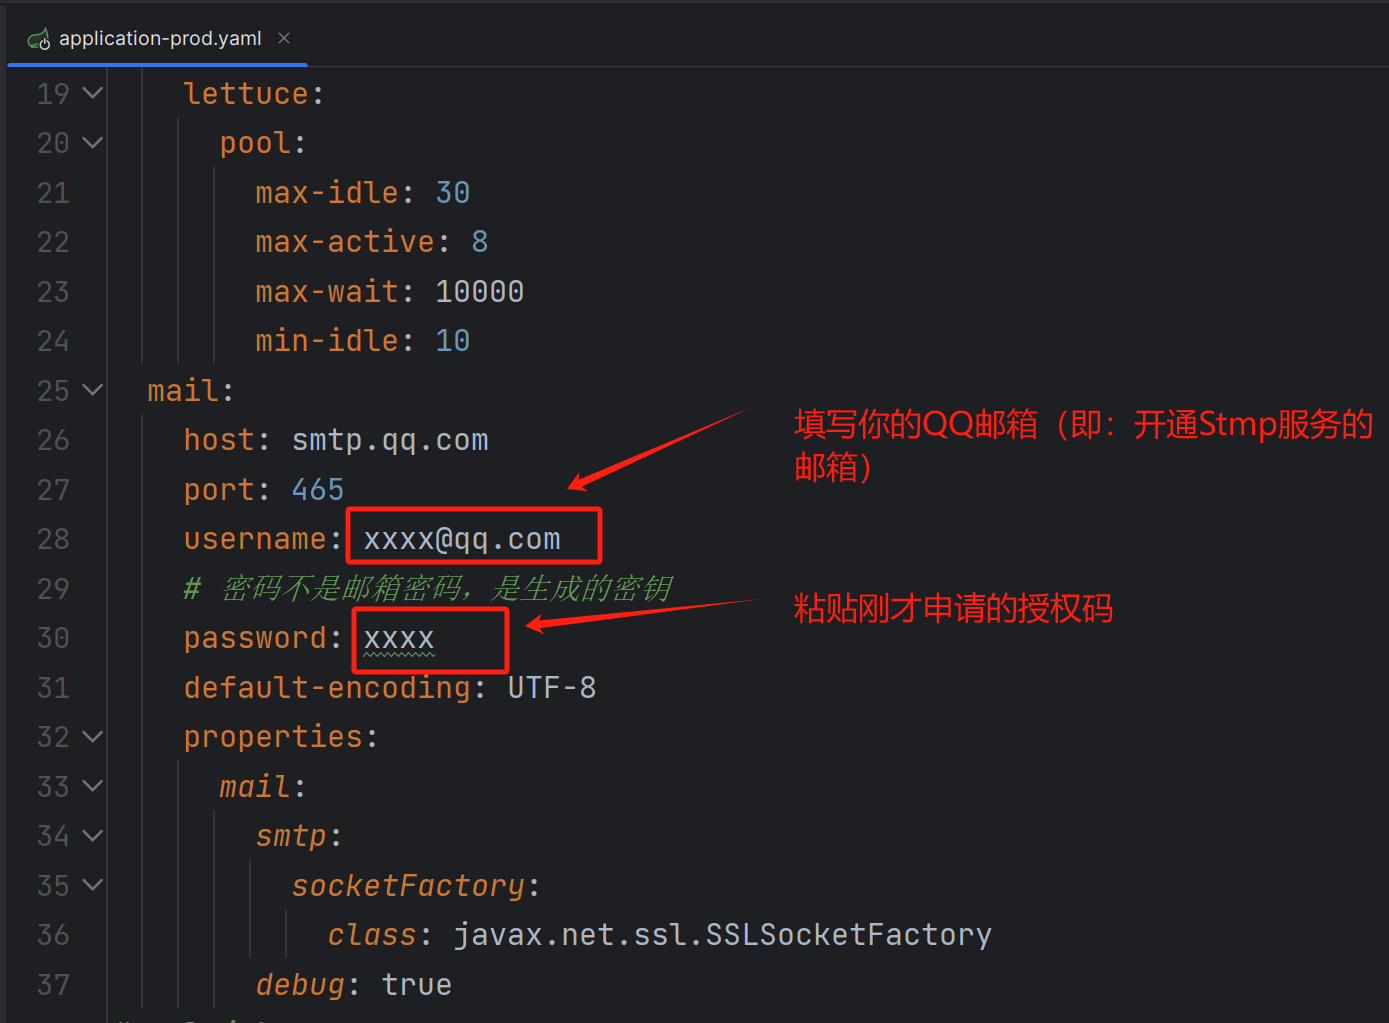 application-prod.yaml
19 lettuce:
20 pool:
21 max-idle: 30
22 max-active: 8
23 max-wait: 10000
24 min-idle: 10
25 mail:
填写你的QQ邮箱（即：开通Stmp服务的
邮箱）
26 host: smtp.qq.com
27 port: 465
28 username: xxxx@qq.com
29 # 密码不是邮箱密码，是生成的密钥
粘贴刚才申请的授权码
30 password: xxxx
31 default-encoding: UTF-8
32 properties:
33 mail:
34 smtp:
35 socketFactory:
36 class: javax.net.ssl.SSLSocketFactory
37 debug: true